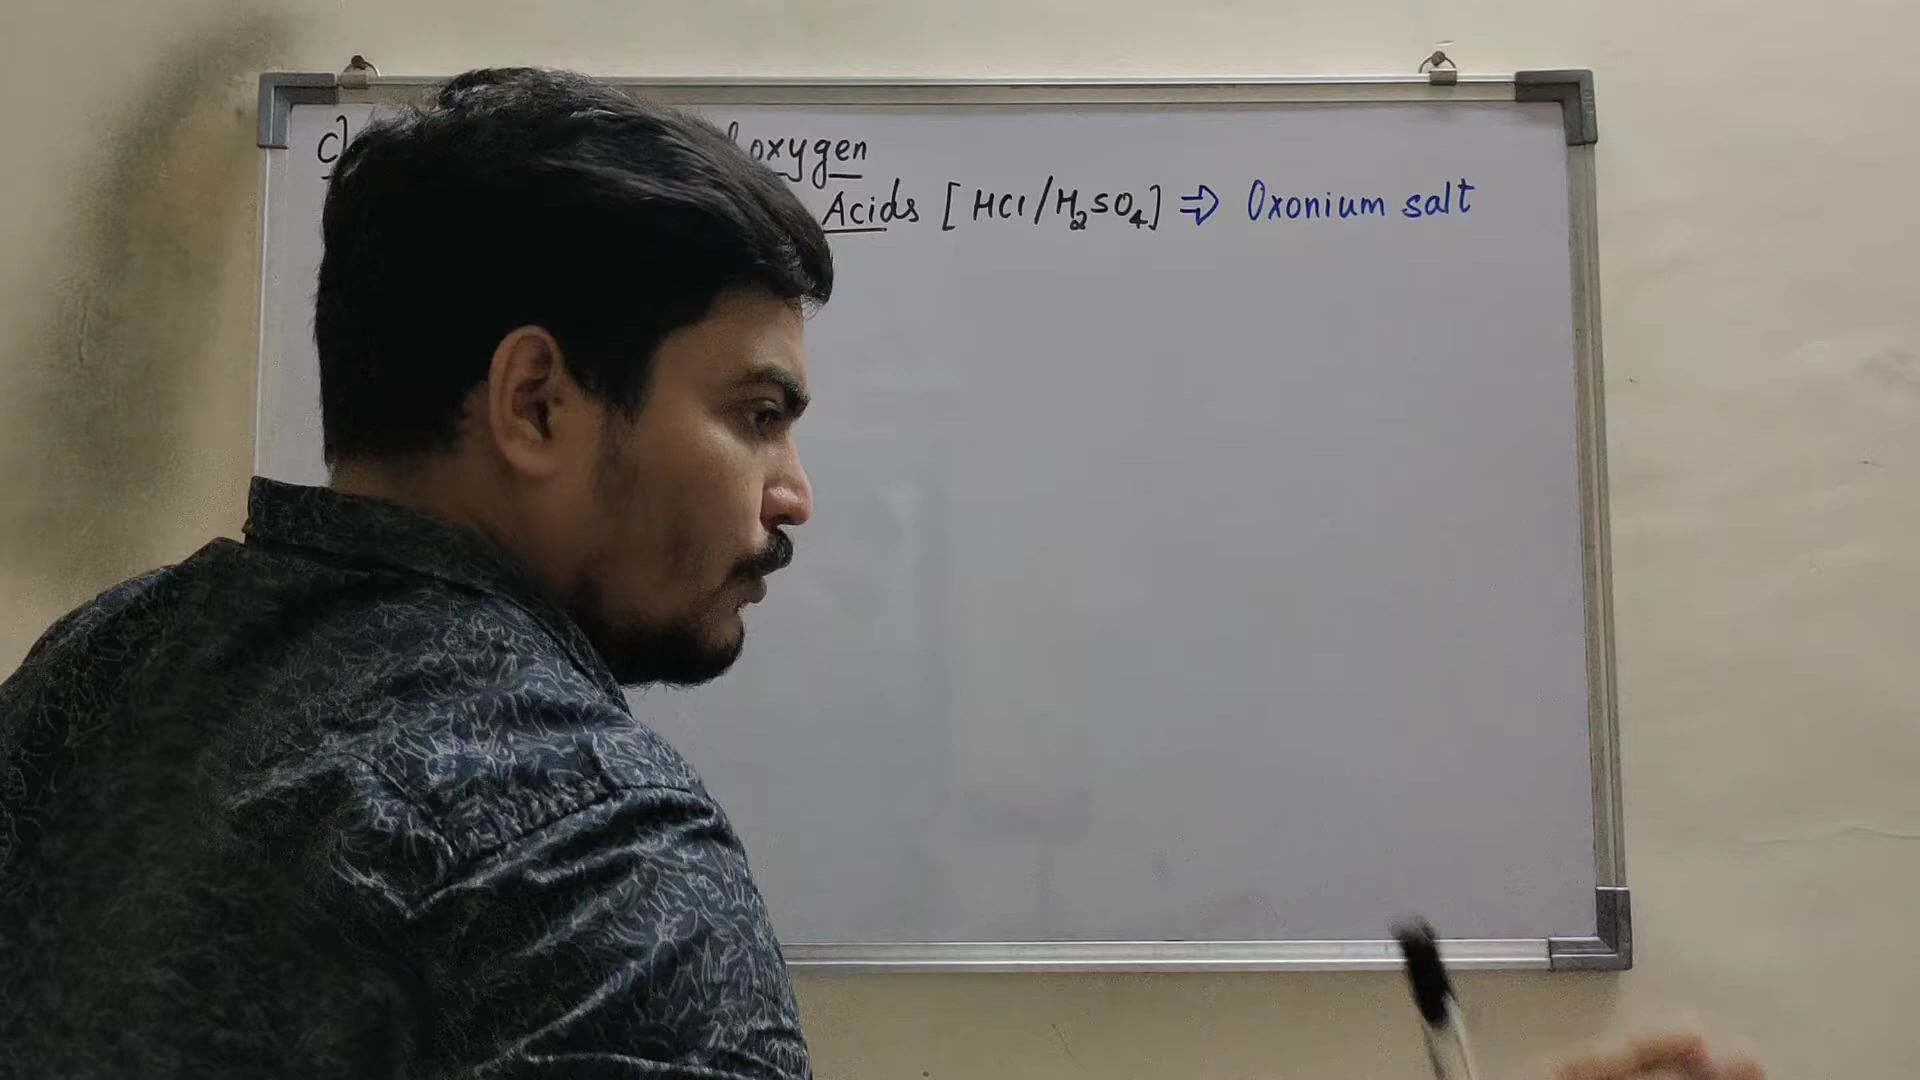 c] oxygen
Acids [HCl/H₂SO₄] ⇒ Oxonium salt